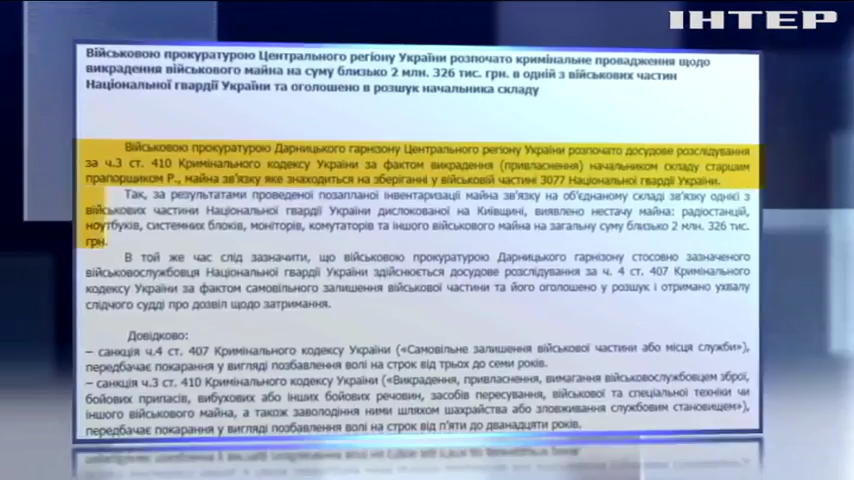 ІНТЕР
Військовою прокуратурою Центрального регіону України розпочато кримінальне провадження щодо
викрадення військового майна на суму близько 2 млн. 326 тис. грн. в одній з військових частин
Національної гвардії України та оголошено в розшук начальника складу
Військовою прокуратурою Дарницького гарнізону Центрального регіону України розпочато досудове розслідування
за ч.3 ст. 410 Кримінального кодексу України за фактом викрадення (привласнення) начальником складу старшим
прапорщиком Р., майна зв'язку яке знаходиться на зберіганні у військовій частині 3077 Національної гвардії України.
Так, за результатами проведеної позапланої інвентаризації майна зв'язку на об'єднаному складі зв'язку однієї з
військових частини Національної гвардії України дислокованої на Київщині, виявлено нестачу майна: радіостанцій,
ноутбуків, системних блоків, моніторів, комутаторів та іншого військового майна на загальну суму близько 2 млн. 326 тис.
грн.
В той же час слід зазначити, що військовою прокуратурою Дарницького гарнізону стосовно зазначеного
військовослужбовця Національної гвардії України здійснюється досудове розслідування за ч. 4 ст. 407 Кримінального
кодексу України за фактом самовільного залишення військової частини та його оголошено у розшук і отримано ухвалу
слідчого судді про дозвіл щодо затримання.
Довідково:
– санкція ч.4 ст. 407 Кримінального кодексу України («Самовільне залишення військової частини або місця служби»),
передбачає покарання у вигляді позбавлення волі на строк від трьох до семи років.
– санкція ч.3 ст. 410 Кримінального кодексу України («Викрадення, привласнення, вимагання військовослужбовцем зброї,
бойових припасів, вибухових або інших бойових речовин, засобів пересування, військової та спеціальної техніки чи
іншого військового майна, а також заволодіння ними шляхом шахрайства або зловживання службовим становищем»),
передбачає покарання у вигляді позбавлення волі на строк від п'яти до дванадцяти років.